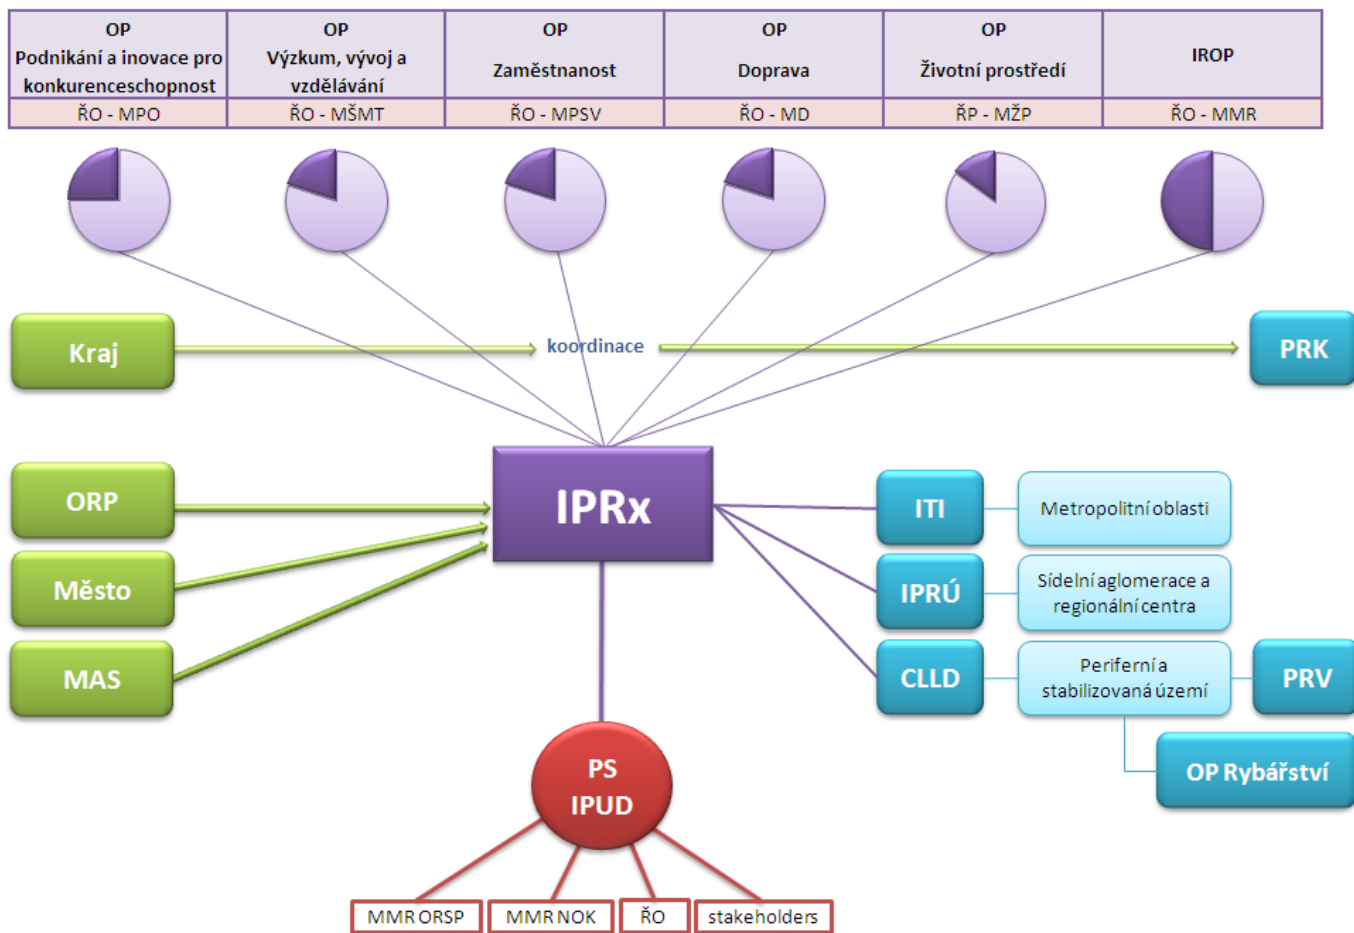 OP
Podnikání a inovace pro
konkurenceschopnost
OP
Výzkum, vývoj a
vzdělávání
OP
Zaměstnanost
OP
Doprava
OP
Životní prostředí
IROP
ŘO - MPO
ŘO - MŠMT
ŘO - MPSV
ŘO - MD
ŘP - MŽP
ŘO - MMR
Kraj
koordinace
PRK
ORP
Město
MAS
IPRx
ITI
Metropolitní oblasti
IPRÚ
Sídelní aglomerace a
regionální centra
CLLD
Periferní a
stabilizovaná území
PRV
OP Rybářství
PS
IPUD
MMR ORSP
MMR NOK
ŘO
stakeholders